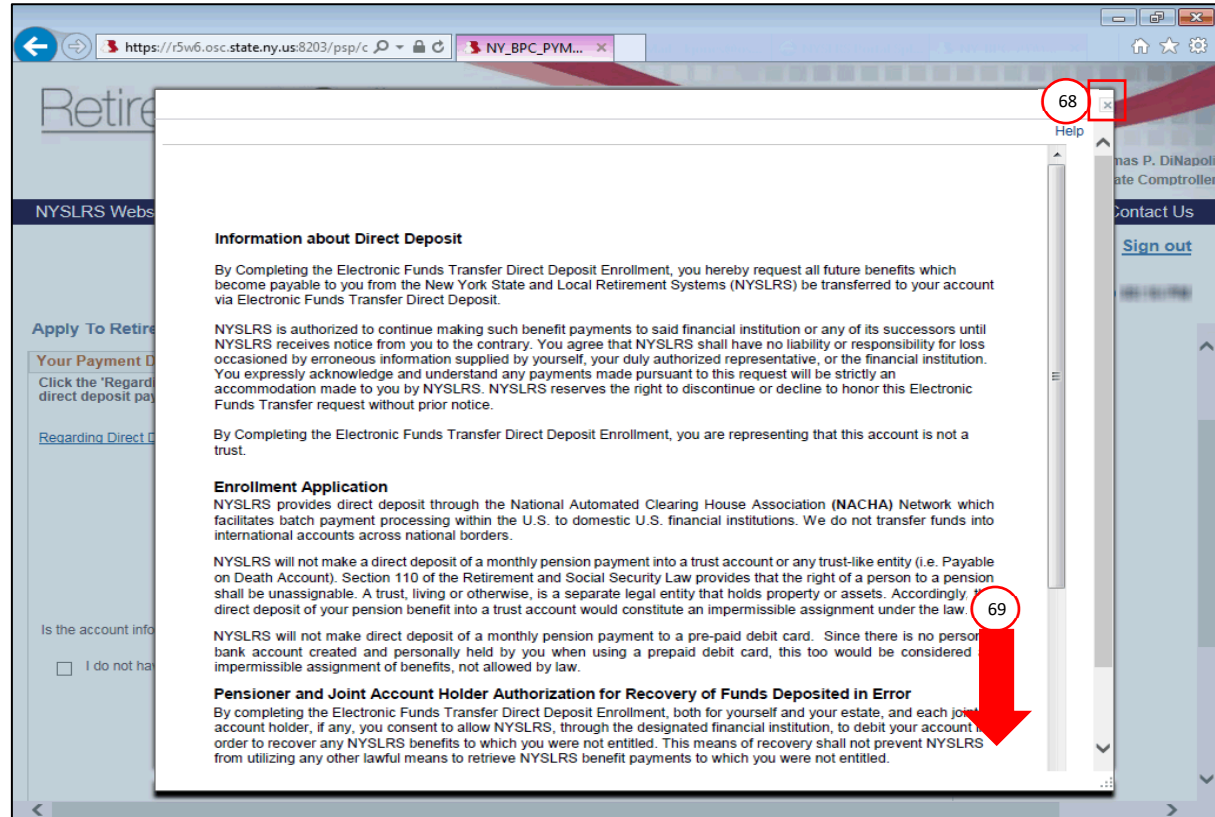 https://r5w6.osc.state.ny.us:8203/psp/c
NY_BPC_PYM...
Retire
68
Help
mas P. DiNapoli
ate Comptroller
NYSLRS Webs
Contact Us
Sign out
Information about Direct Deposit
By Completing the Electronic Funds Transfer Direct Deposit Enrollment, you hereby request all future benefits which
become payable to you from the New York State and Local Retirement Systems (NYSLRS) be transferred to your account
via Electronic Funds Transfer Direct Deposit.
Apply To Retire
NYSLRS is authorized to continue making such benefit payments to said financial institution or any of its successors until
NYSLRS receives notice from you to the contrary. You agree that NYSLRS shall have no liability or responsibility for loss
occasioned by erroneous information supplied by yourself, your duly authorized representative, or the financial institution.
You expressly acknowledge and understand any payments made pursuant to this request will be strictly an
accommodation made to you by NYSLRS. NYSLRS reserves the right to discontinue or decline to honor this Electronic
Funds Transfer request without prior notice.
Your Payment D
Click the 'Regardi
direct deposit pay
Regarding Direct D
By Completing the Electronic Funds Transfer Direct Deposit Enrollment, you are representing that this account is not a
trust.
Enrollment Application
NYSLRS provides direct deposit through the National Automated Clearing House Association (NACHA) Network which
facilitates batch payment processing within the U.S. to domestic U.S. financial institutions. We do not transfer funds into
international accounts across national borders.
NYSLRS will not make a direct deposit of a monthly pension payment into a trust account or any trust-like entity (i.e. Payable
on Death Account). Section 110 of the Retirement and Social Security Law provides that the right of a person to a pension
shall be unassignable. A trust, living or otherwise, is a separate legal entity that holds property or assets. Accordingly,
direct deposit of your pension benefit into a trust account would constitute an impermissible assignment under the law.
69
Is the account info
I do not hav
NYSLRS will not make direct deposit of a monthly pension payment to a pre-paid debit card. Since there is no person
bank account created and personally held by you when using a prepaid debit card, this too would be considered
impermissible assignment of benefits, not allowed by law.
Pensioner and Joint Account Holder Authorization for Recovery of Funds Deposited in Error
By completing the Electronic Funds Transfer Direct Deposit Enrollment, both for yourself and your estate, and each joint
account holder, if any, you consent to allow NYSLRS, through the designated financial institution, to debit your account
order to recover any NYSLRS benefits to which you were not entitled. This means of recovery shall not prevent NYSLRS
from utilizing any other lawful means to retrieve NYSLRS benefit payments to which you were not entitled.